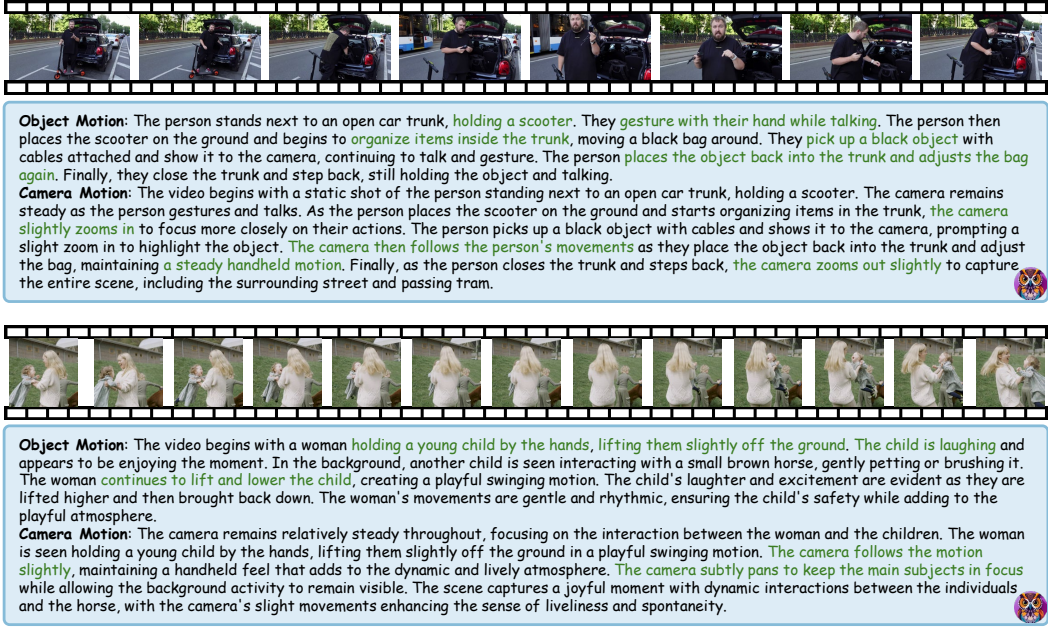 Object Motion: The person stands next to an open car trunk, holding a scooter. They gesture with their hand while talking. The person then
places the scooter on the ground and begins to organize items inside the trunk, moving a black bag around. They pick up a black object with
cables attached and show it to the camera, continuing to talk and gesture. The person places the object back into the trunk and adjusts the bag
again. Finally, they close the trunk and step back, still holding the object and talking.
Camera Motion: The video begins with a static shot of the person standing next to an open car trunk, holding a scooter. The camera remains
steady as the person gestures and talks. As the person places the scooter on the ground and starts organizing items in the trunk, the camera
slightly zooms in to focus more closely on their actions. The person picks up a black object with cables and shows it to the camera, prompting a
slight zoom in to highlight the object. The camera then follows the person's movements as they place the object back into the trunk and adjust
the bag, maintaining a steady handheld motion. Finally, as the person closes the trunk and steps back, the camera zooms out slightly to capture
the entire scene, including the surrounding street and passing tram.
Object Motion: The video begins with a woman holding a young child by the hands, lifting them slightly off the ground. The child is laughing and
appears to be enjoying the moment. In the background, another child is seen interacting with a small brown horse, gently petting or brushing it.
The woman continues to lift and lower the child, creating a playful swinging motion. The child's laughter and excitement are evident as they are
lifted higher and then brought back down. The woman's movements are gentle and rhythmic, ensuring the child's safety while adding to the
playful atmosphere.
Camera Motion: The camera remains relatively steady throughout, focusing on the interaction between the woman and the children. The woman
is seen holding a young child by the hands, lifting them slightly off the ground in a playful swinging motion. The camera follows the motion
slightly, maintaining a handheld feel that adds to the dynamic and lively atmosphere. The camera subtly pans to keep the main subjects in focus
while allowing the background activity to remain visible. The scene captures a joyful moment with dynamic interactions between the individuals
and the horse, with the camera's slight movements enhancing the sense of liveliness and spontaneity.